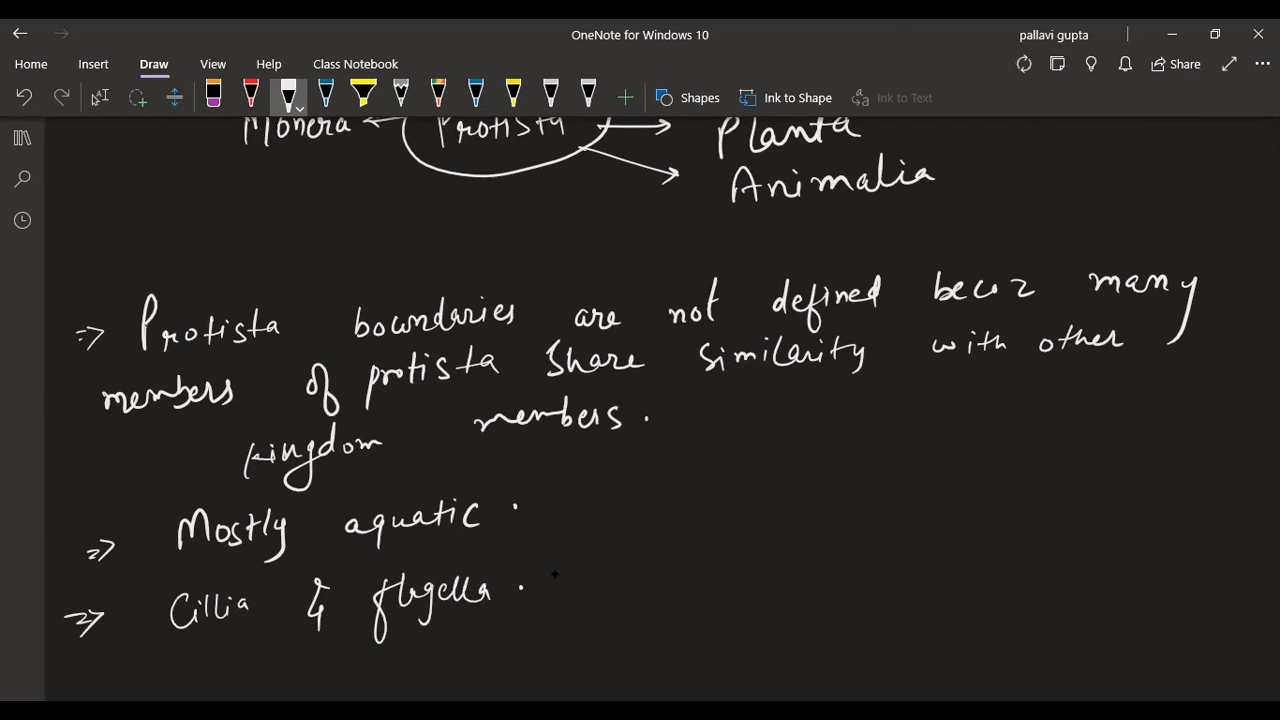 OneNote for Windows 10
pallavi gupta
Home Insert Draw View Help Class Notebook
Share
Shapes Ink to Shape Ink to Text
Monera Protista Planta
Animalia
=> Protista boundaries are not defined becoz many
members of protista share similarity with other
kingdom members.
=> Mostly aquatic.
=> Cillia & flagella.